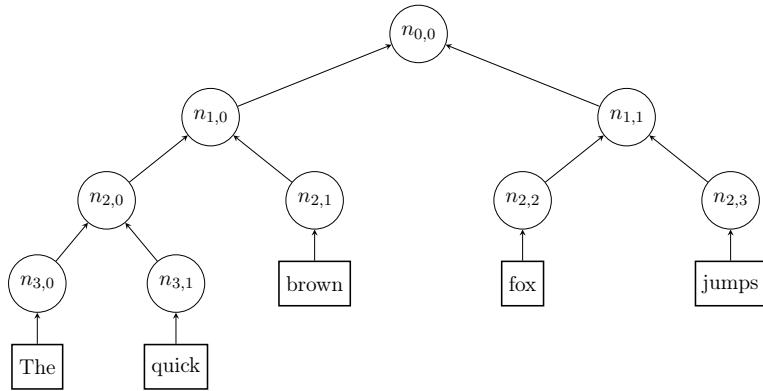 n0,0
n1,0 n1,1
n2,0 n2,1 n2,2 n2,3
n3,0 n3,1 brown fox jumps
The quick